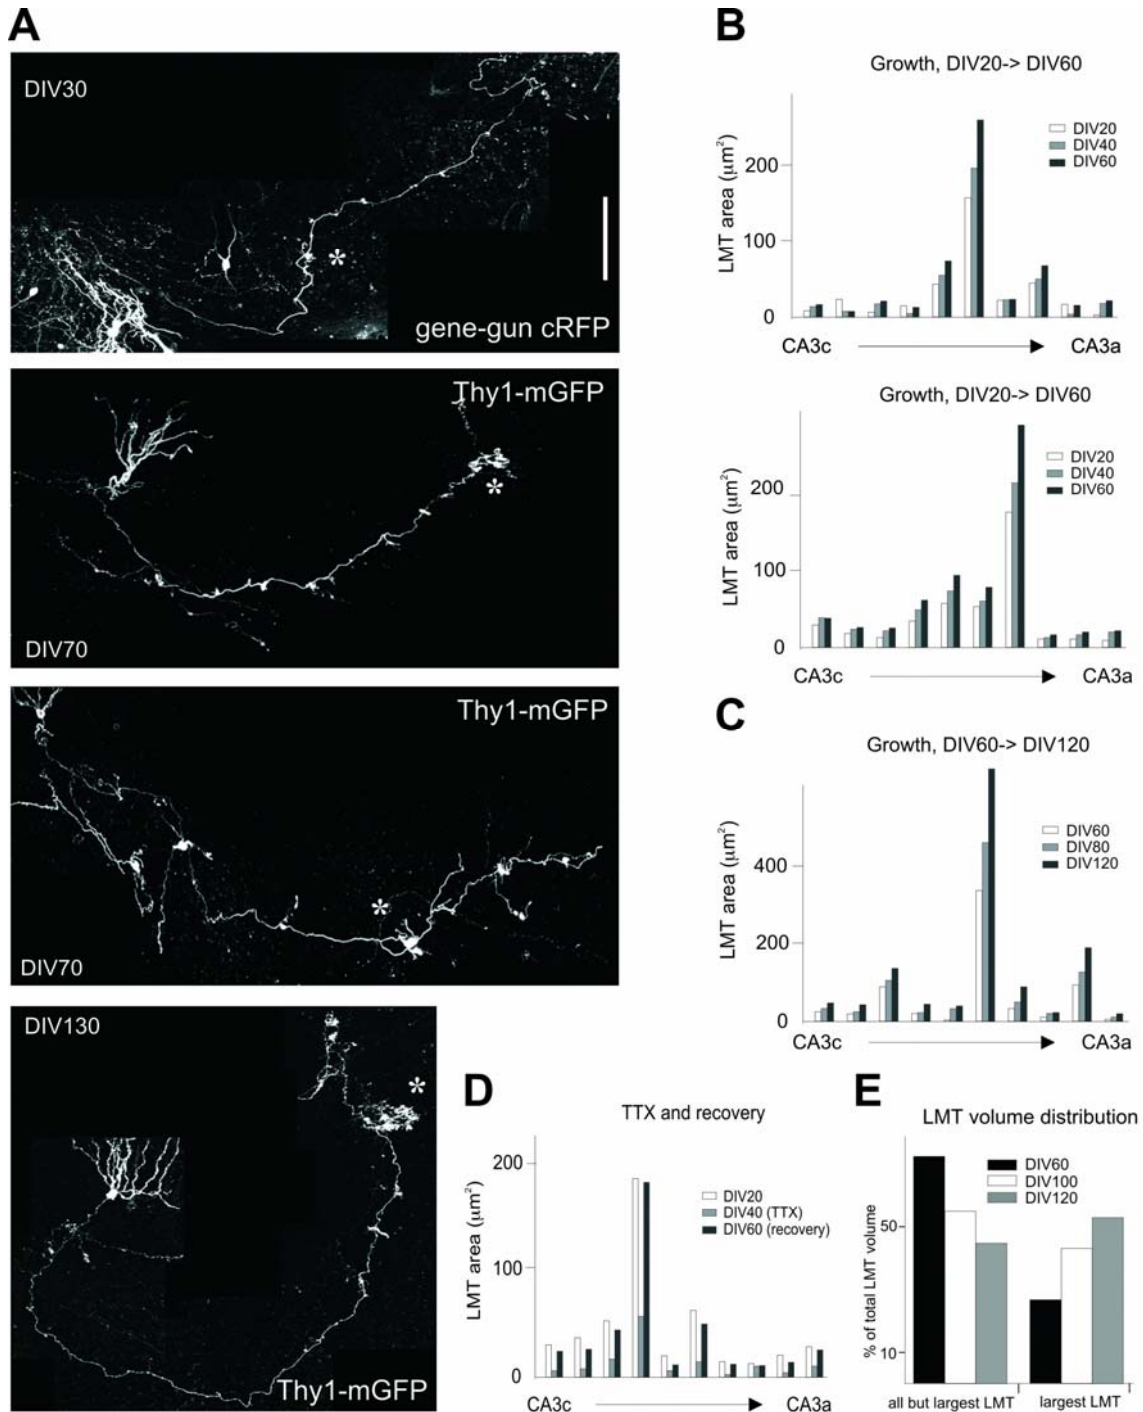 A
DIV30
*
gene-gun cRFP
Thy1-mGFP
*
DIV70
Thy1-mGFP
*
DIV70
DIV130
*
Thy1-mGFP
B
Growth, DIV20-> DIV60
LMT area (μm²)
200
100
0
DIV20
DIV40
DIV60
CA3c
CA3a
Growth, DIV20-> DIV60
LMT area (μm²)
200
100
0
DIV20
DIV40
DIV60
CA3c
CA3a
C
Growth, DIV60-> DIV120
LMT area (μm²)
400
200
0
DIV60
DIV80
DIV120
CA3c
CA3a
D
TTX and recovery
LMT area (μm²)
200
100
0
DIV20
DIV40 (TTX)
DIV60 (recovery)
CA3c
CA3a
E
LMT volume distribution
% of total LMT volume
50
10
DIV60
DIV100
DIV120
all but largest LMT
largest LMT